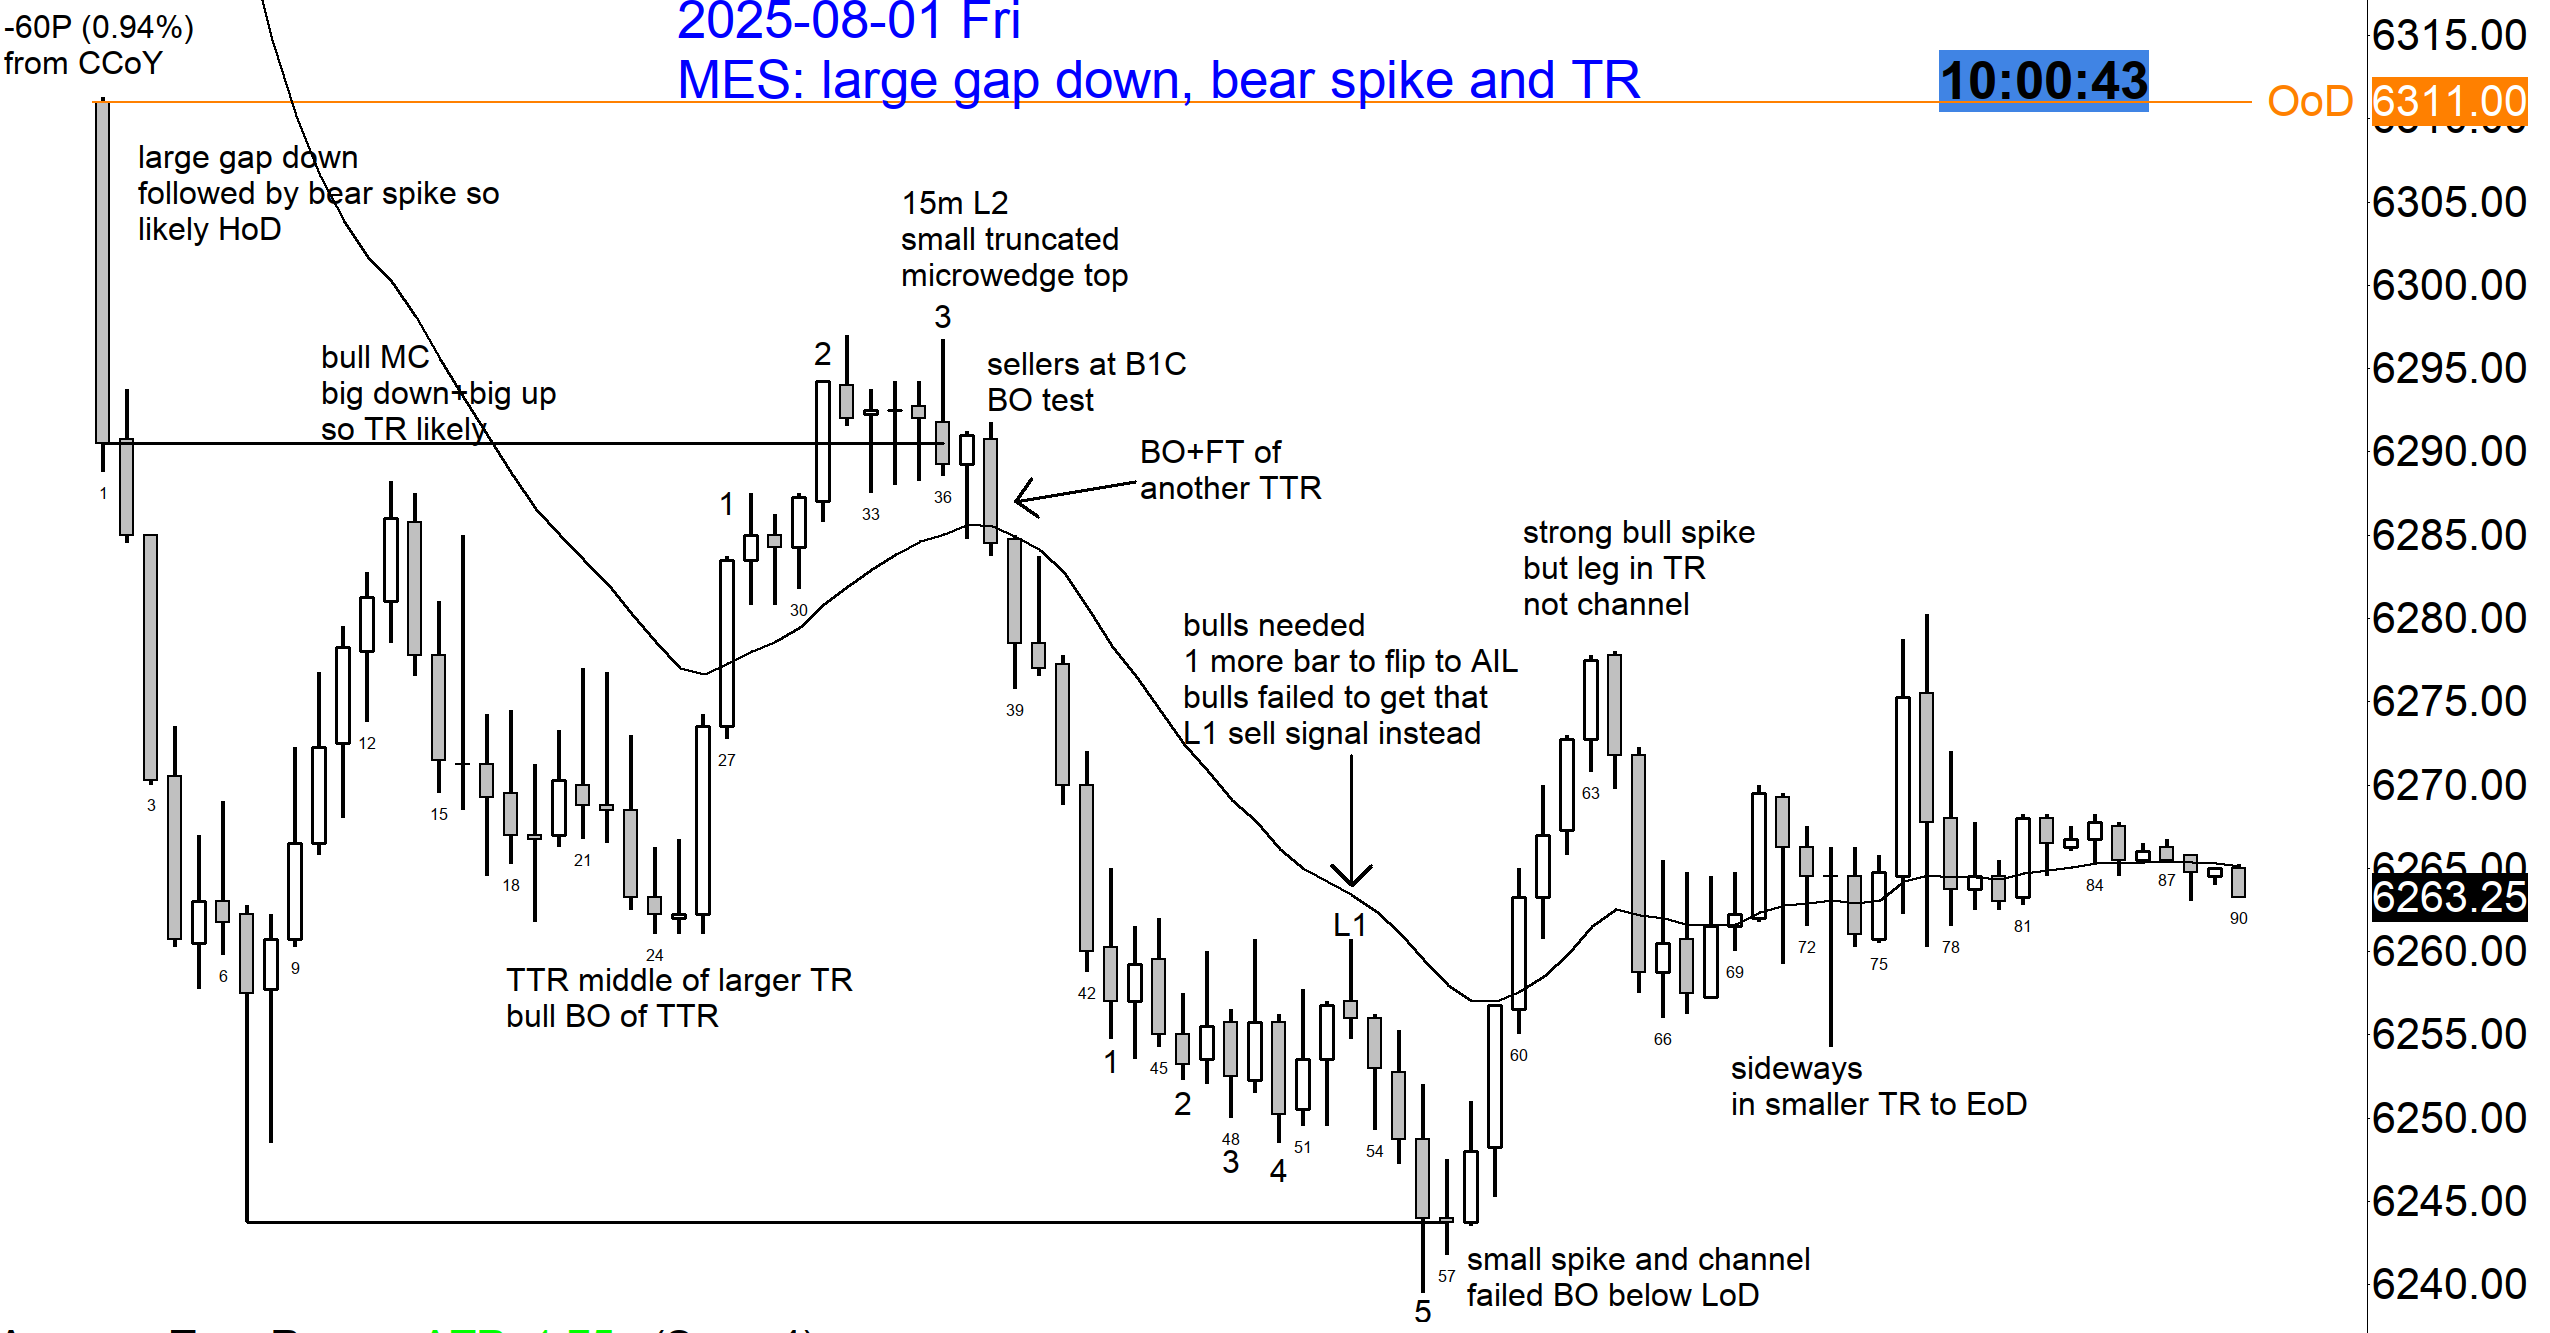 -60P (0.94%)
from CCoY
2025-08-01 Fri
MES: large gap down, bear spike and TR
10:00:43
OoD
6311.00
large gap down
followed by bear spike so
likely HoD
bull MC
big down+big up
so TR likely
15m L2
small truncated
microwedge top
sellers at B1C
BO test
BO+FT of
another TTR
strong bull spike
but leg in TR
not channel
bulls needed
1 more bar to flip to AIL
bulls failed to get that
L1 sell signal instead
L1
TTR middle of larger TR
bull BO of TTR
sideways
in smaller TR to EoD
small spike and channel
failed BO below LoD
1
2
3
1
2
3
4
5
1
3
6
9
12
15
18
21
24
27
30
33
36
39
42
45
48
51
54
57
60
63
66
69
72
75
78
81
84
87
90
6315.00
6305.00
6300.00
6295.00
6290.00
6285.00
6280.00
6275.00
6270.00
6265.00
6263.25
6260.00
6255.00
6250.00
6245.00
6240.00